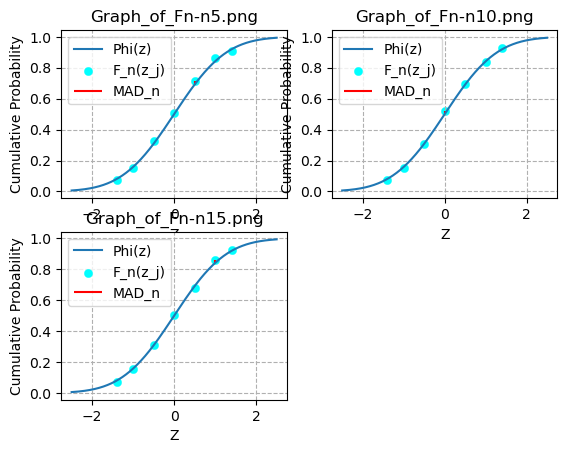 Graph_of_Fn-n5.png
Cumulative Probability
1.0
0.8
0.6
0.4
0.2
0.0
Phi(z)
F_n(z_j)
MAD_n
−2
0
2
Z
Graph_of_Fn-n10.png
Cumulative Probability
1.0
0.8
0.6
0.4
0.2
0.0
Phi(z)
F_n(z_j)
MAD_n
−2
0
2
Z
Graph_of_Fn-n15.png
Cumulative Probability
1.0
0.8
0.6
0.4
0.2
0.0
Phi(z)
F_n(z_j)
MAD_n
−2
0
2
Z